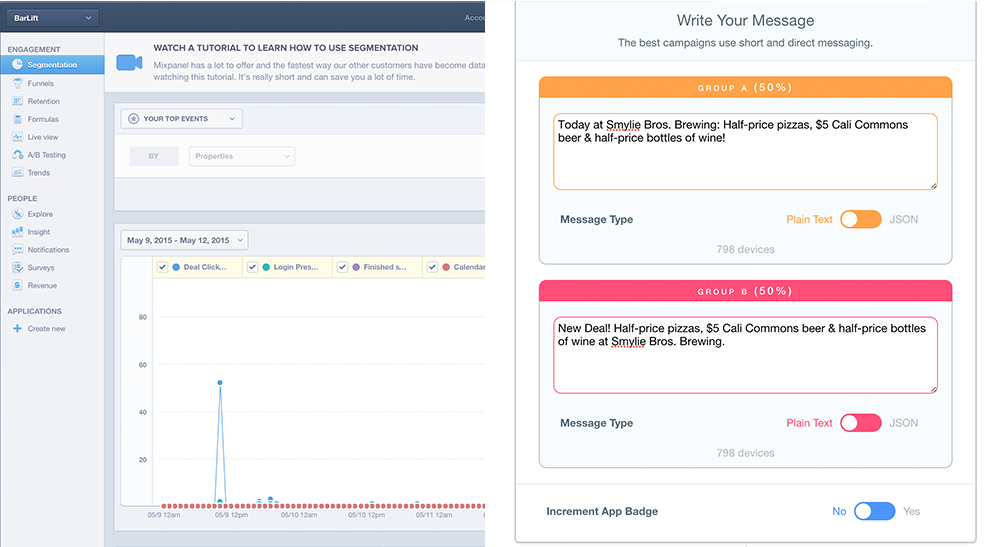 BarLift
Accou
ENGAGEMENT
Segmentation
Funnels
Retention
Formulas
Live view
A/B Testing
Trends
PEOPLE
Explore
Insight
Notifications
Surveys
Revenue
APPLICATIONS
Create new
WATCH A TUTORIAL TO LEARN HOW TO USE SEGMENTATION
Mixpanel has a lot to offer and the fastest way our other customers have become data
watching this tutorial. It's really short and can save you a lot of time.
YOUR TOP EVENTS
BY
Properties
May 9, 2015 - May 12, 2015
Deal Click...
Login Pres...
Finished s...
Calendar
80
60
40
20
05/9 12am
05/9 12pm
05/10 12am
05/10 12pm
05/11 12am
Write Your Message
The best campaigns use short and direct messaging.
GROUP A (50%)
Today at Smylie Bros. Brewing: Half-price pizzas, $5 Cali Commons
beer & half-price bottles of wine!
Message Type
Plain Text
JSON
798 devices
GROUP B (50%)
New Deal! Half-price pizzas, $5 Cali Commons beer & half-price bottles
of wine at Smylie Bros. Brewing.
Message Type
Plain Text
JSON
798 devices
Increment App Badge
No
Yes